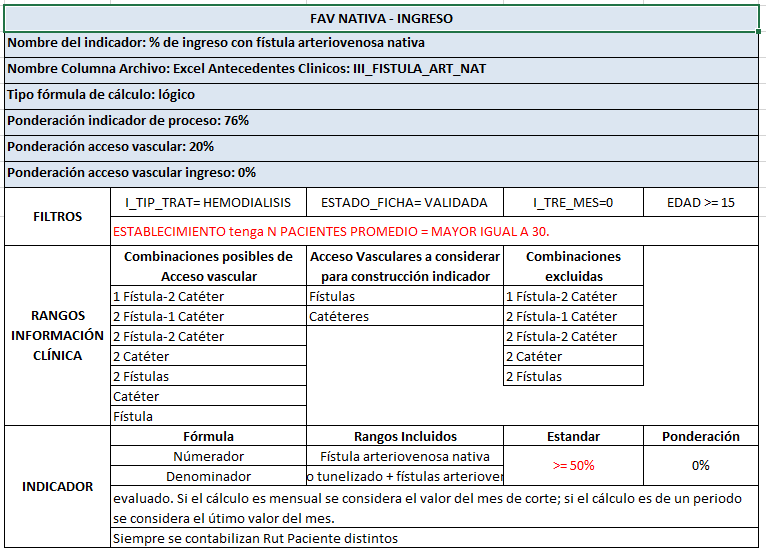 FAV NATIVA - INGRESO
Nombre del indicador: % de ingreso con fístula arteriovenosa nativa
Nombre Columna Archivo: Excel Antecedentes Clinicos: III_FISTULA_ART_NAT
Tipo fórmula de cálculo: lógico
Ponderación indicador de proceso: 76%
Ponderación acceso vascular: 20%
Ponderación acceso vascular ingreso: 0%
FILTROS
I_TIP_TRAT= HEMODIALISIS
ESTADO_FICHA= VALIDADA
I_TRE_MES=0
EDAD >= 15
ESTABLECIMIENTO tenga N PACIENTES PROMEDIO = MAYOR IGUAL A 30.
RANGOS
INFORMACIÓN
CLÍNICA
Combinaciones posibles de
Acceso vascular
Acceso Vasculares a considerar
para construcción indicador
Combinaciones
excluidas
1 Fístula-2 Catéter
Fístulas
1 Fístula-2 Catéter
2 Fístula-1 Catéter
Catéteres
2 Fístula-1 Catéter
2 Fístula-2 Catéter
2 Fístula-2 Catéter
2 Catéter
2 Catéter
2 Fístulas
2 Fístulas
Catéter
Fístula
INDICADOR
Fórmula
Rangos Incluidos
Estandar
Ponderación
Númerador
Fístula arteriovenosa nativa
>= 50%
0%
Denominador
o tunelizado + fístulas arteriover
evaluado. Si el cálculo es mensual se considera el valor del mes de corte; si el cálculo es de un periodo
se considera el útimo valor del mes.
Siempre se contabilizan Rut Paciente distintos